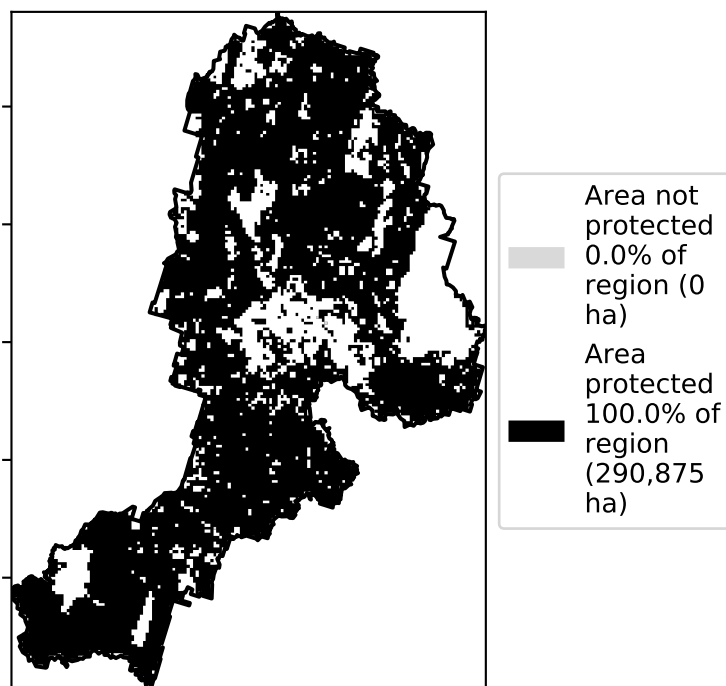 Area not
protected
0.0% of
region (0
ha)
Area
protected
100.0% of
region
(290,875
ha)